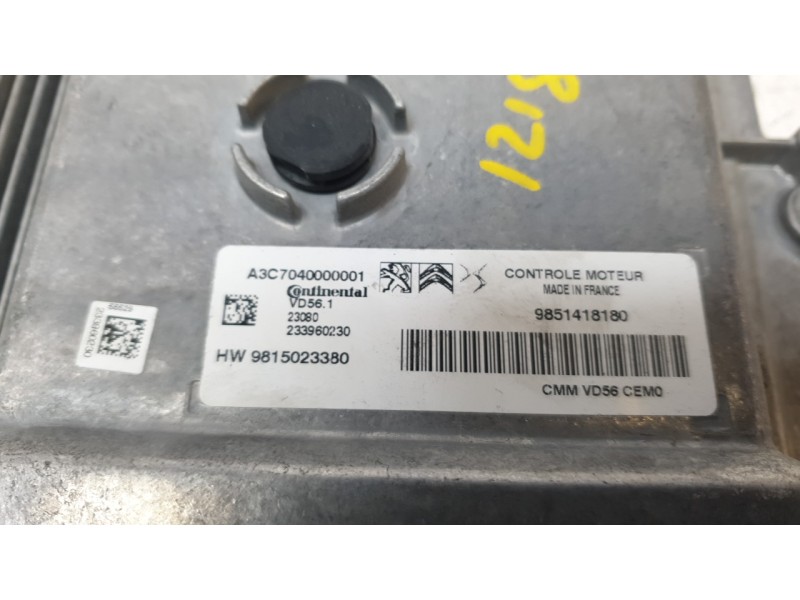 1218
A3C7040000001
Continental
VD56.1
23080
233960230
HW 9815023380
CONTROLE MOTEUR
MADE IN FRANCE
9851418180
CMM VD56 CEM0